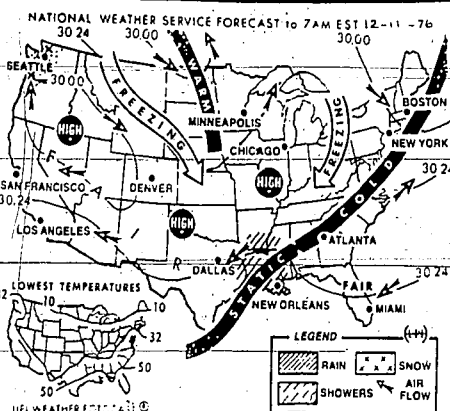 NATIONAL WEATHER SERVICE FORECAST to 7AM EST 12-11-76
30.24
30.00
30.00
SEATTLE
30.00
WARM
FREEZING
FREEZING
HIGH
MINNEAPOLIS
BOSTON
CHICAGO
NEW YORK
F
HIGH
30.24
SAN FRANCISCO
DENVER
30.24
HIGH
COLD
LOS ANGELES
ATLANTA
R
DALLAS
STATIC
FAIR
30.24
LOWEST TEMPERATURES
NEW ORLEANS
MIAMI
10
10
32
50
50
LEGEND
RAIN
SNOW
SHOWERS
AIR FLOW